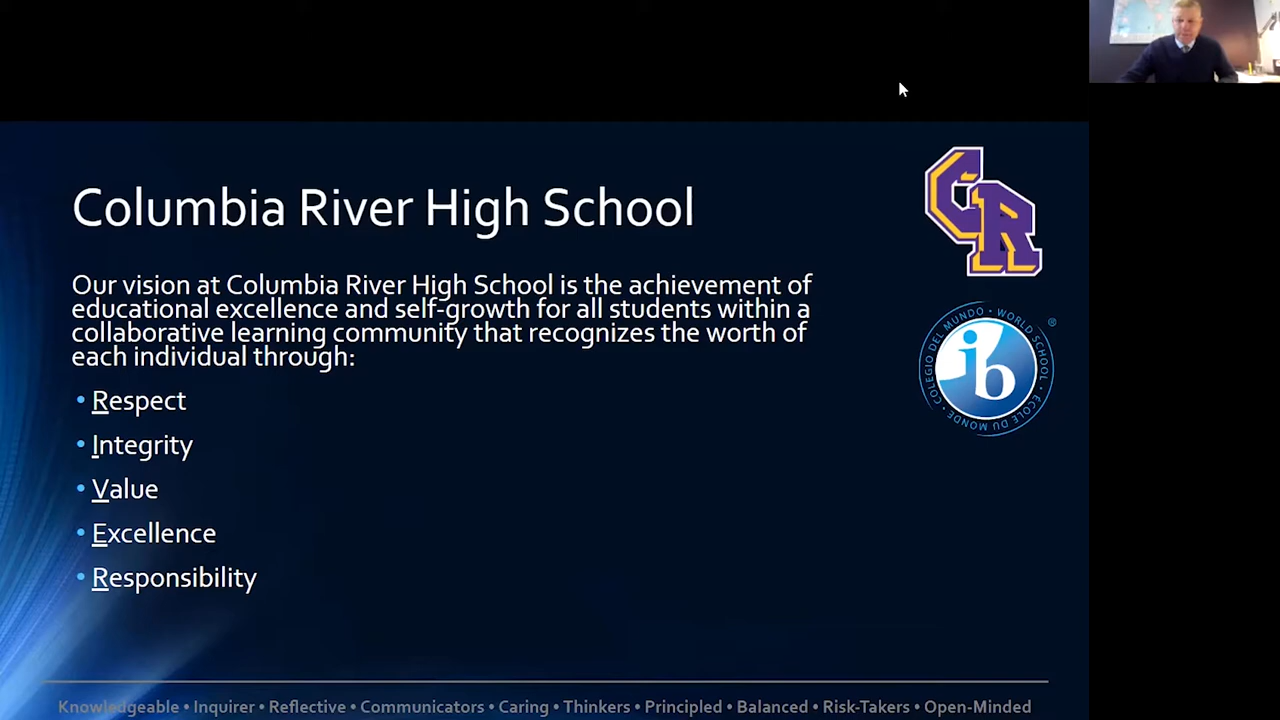 Columbia River High School
Our vision at Columbia River High School is the achievement of
educational excellence and self-growth for all students within a
collaborative learning community that recognizes the worth of
each individual through:
• Respect
• Integrity
• Value
• Excellence
• Responsibility
CR
COLEGIO DEL MUNDO • WORLD SCHOOL • ÉCOLE DU MONDE •
®
ib
Knowledgeable • Inquirer • Reflective • Communicators • Caring • Thinkers • Principled • Balanced • Risk-Takers • Open-Minded